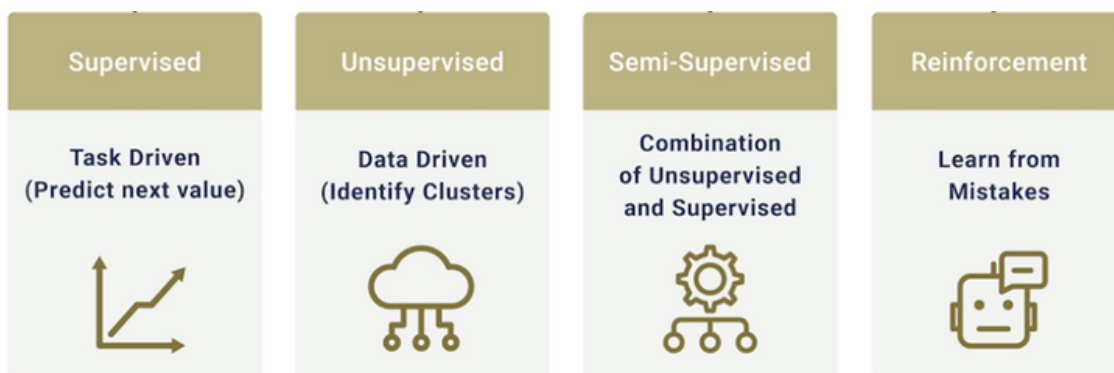 Supervised
Task Driven
(Predict next value)
Unsupervised
Data Driven
(Identify Clusters)
Semi-Supervised
Combination
of Unsupervised
and Supervised
Reinforcement
Learn from
Mistakes